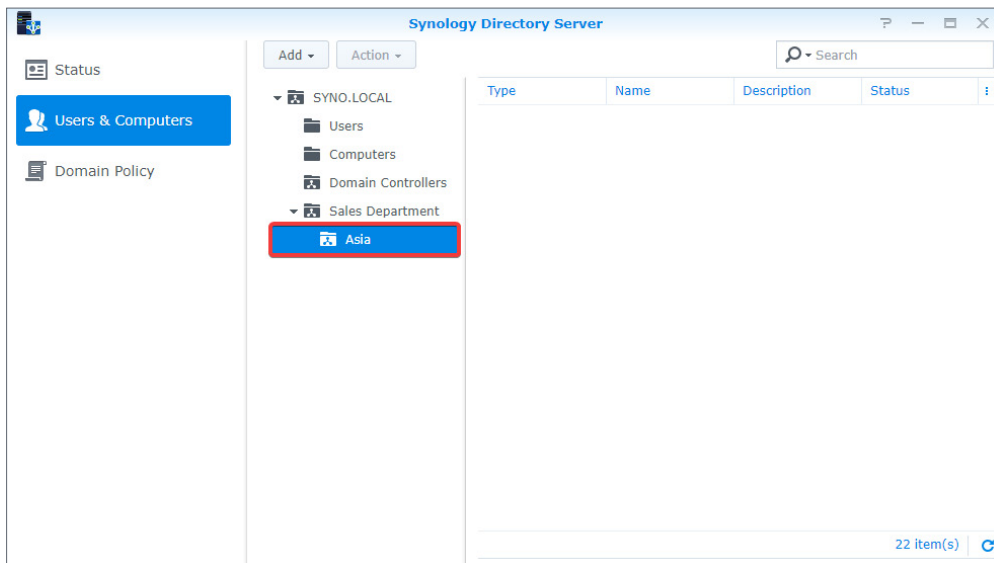 Synology Directory Server
Status
Users & Computers
Domain Policy
Add
Action
Search
SYNO.LOCAL
Users
Computers
Domain Controllers
Sales Department
Asia
Type Name Description Status
22 item(s)